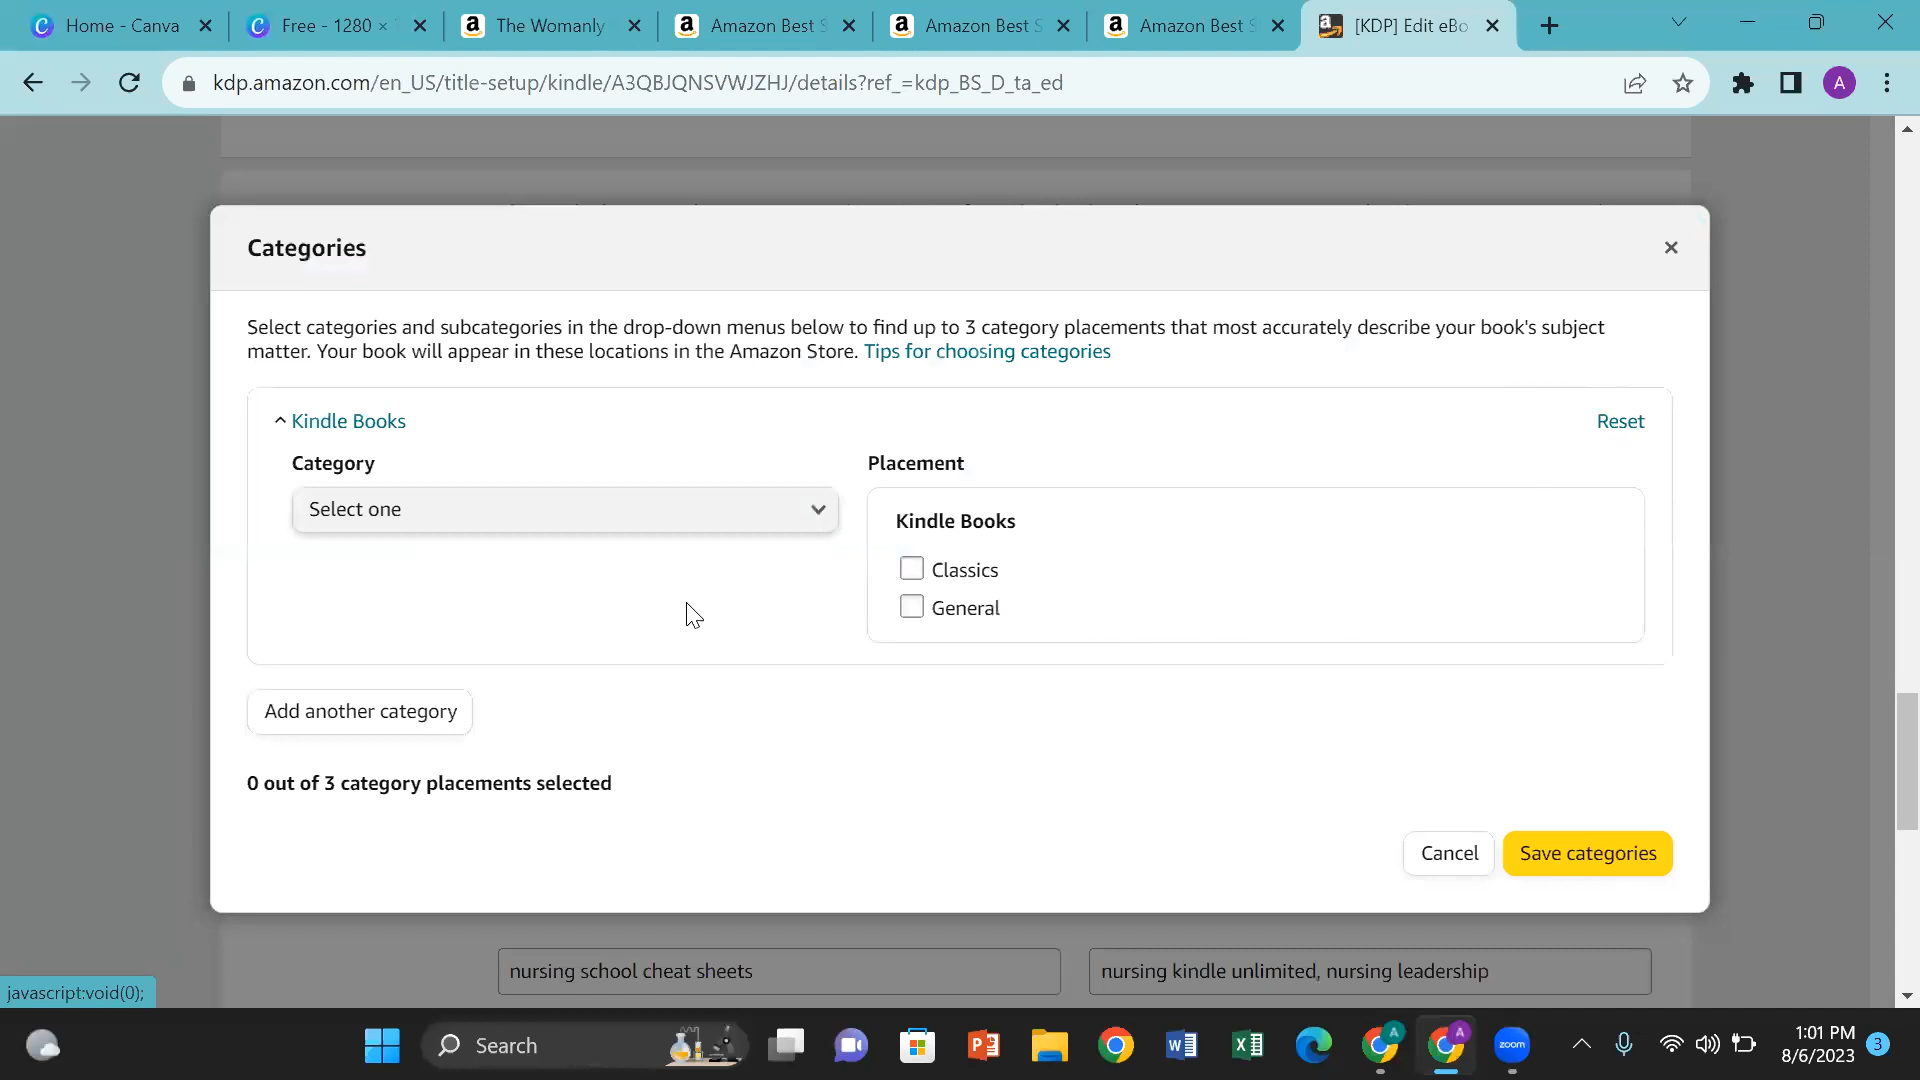 Home - Canva
Free - 1280 ×
The Womanly
Amazon Best S
Amazon Best S
Amazon Best S
[KDP] Edit eBo
kdp.amazon.com/en_US/title-setup/kindle/A3QBJQNSVWJZHJ/details?ref_=kdp_BS_D_ta_ed
A
Categories
Select categories and subcategories in the drop-down menus below to find up to 3 category placements that most accurately describe your book's subject
matter. Your book will appear in these locations in the Amazon Store. Tips for choosing categories
Kindle Books
Reset
Category
Placement
Select one
Kindle Books
Classics
General
Add another category
0 out of 3 category placements selected
Cancel
Save categories
nursing school cheat sheets
nursing kindle unlimited, nursing leadership
javascript:void(0);
Search
zoom
1:01 PM
8/6/2023
3